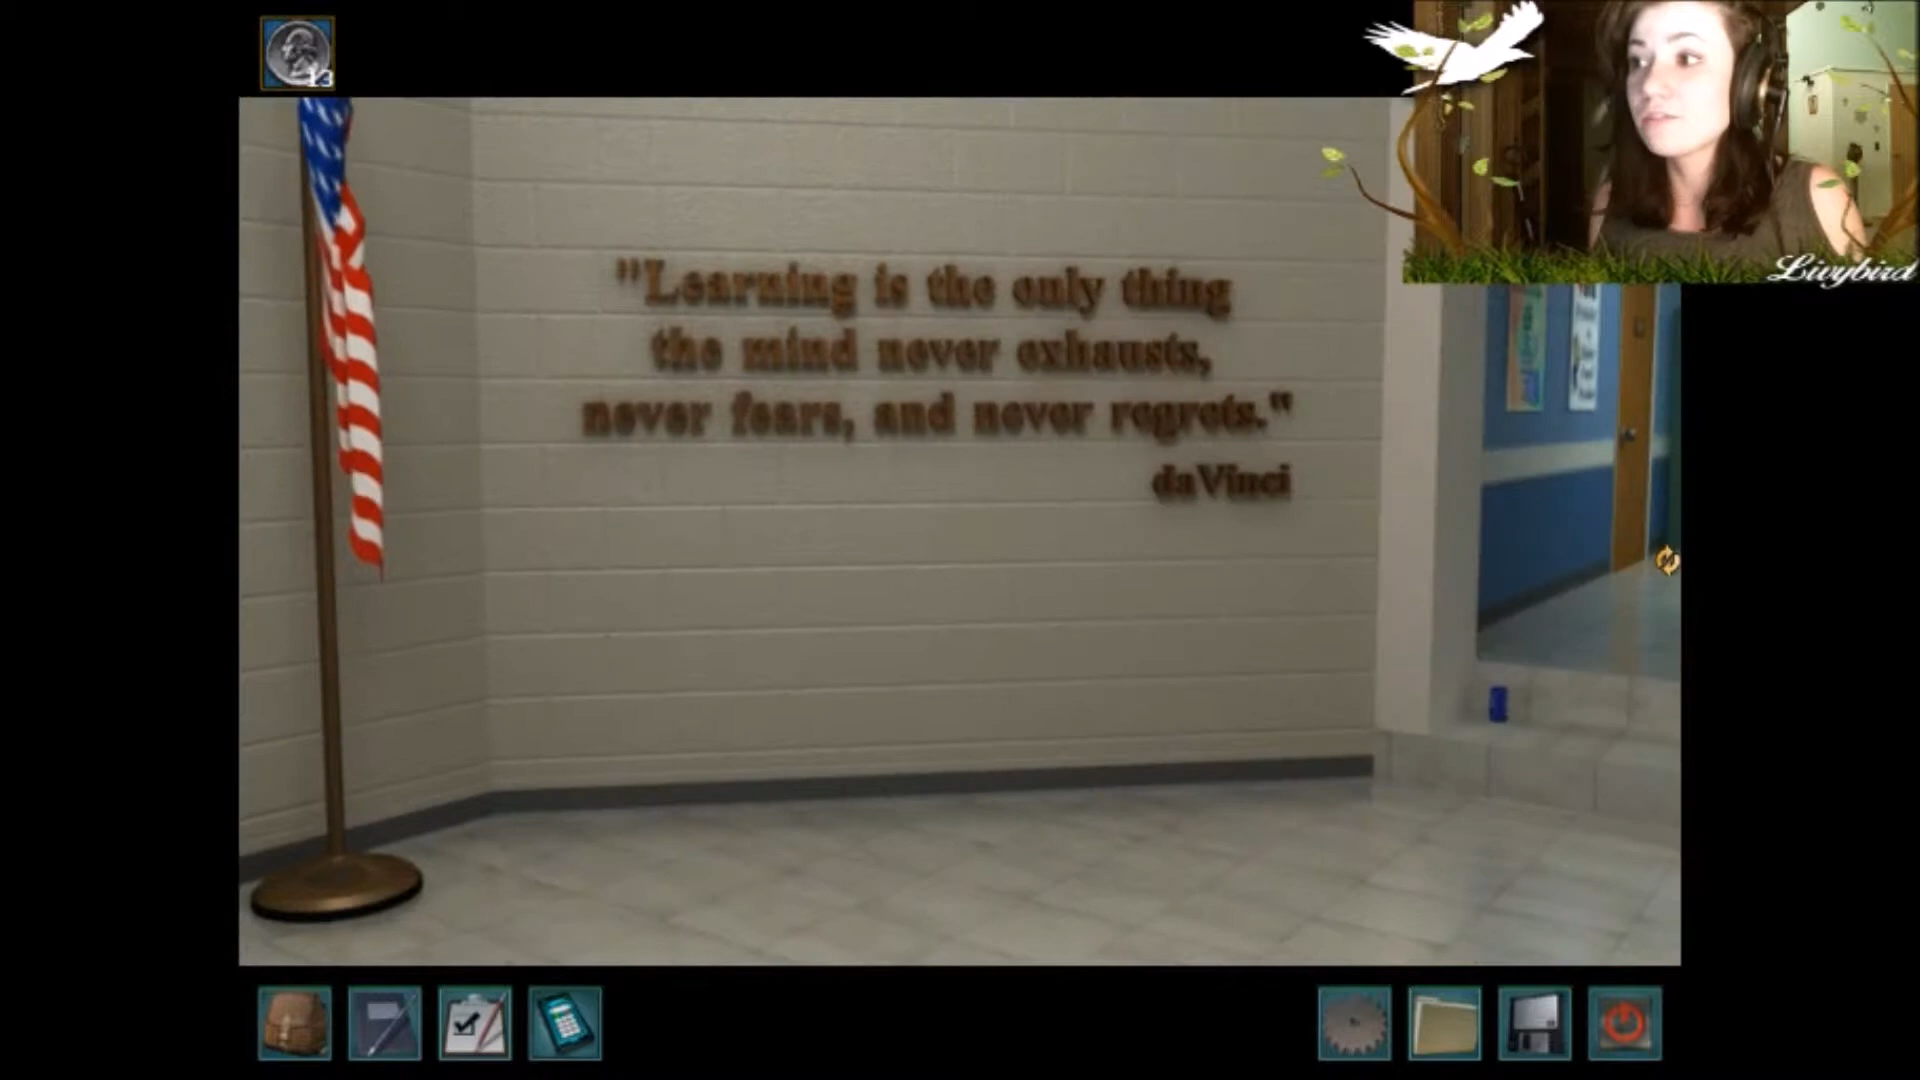 13
Livybird
"Learning is the only thing
the mind never exhausts,
never fears, and never regrets."
daVinci